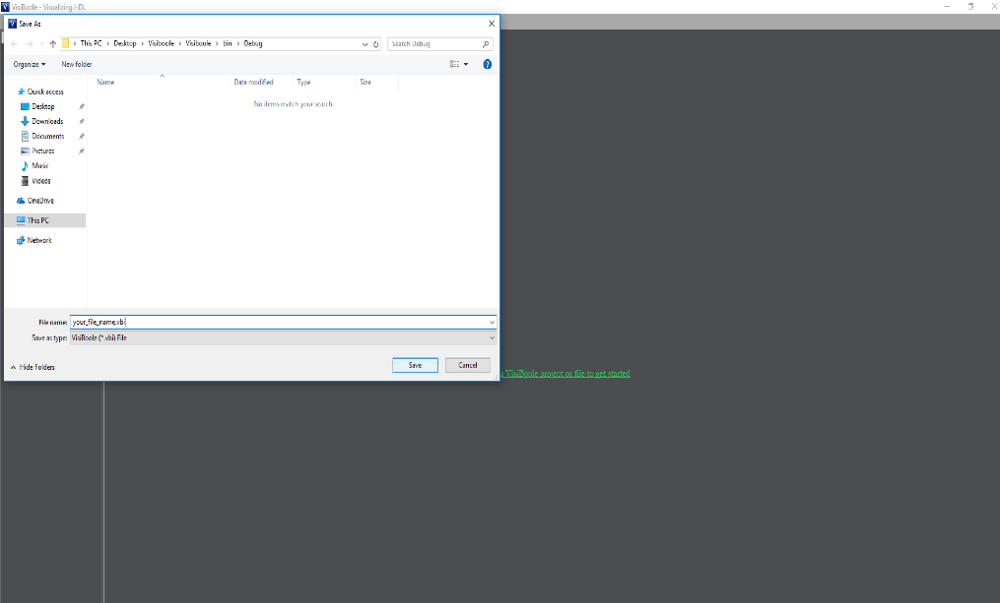 VisiBoole - Visualizing HDL
Save As
This PC > Desktop > Visiboole > Visiboole > bin > Debug
Search Debug
Organize
New folder
Name
Date modified
Type
Size
No items match your search.
Quick access
Desktop
Downloads
Documents
Pictures
Music
Videos
OneDrive
This PC
Network
File name: your_file_name.vbi
Save as type: VisiBoole (*.vbi) File
Hide Folders
Save
Cancel
VisiBoole project or file to get started